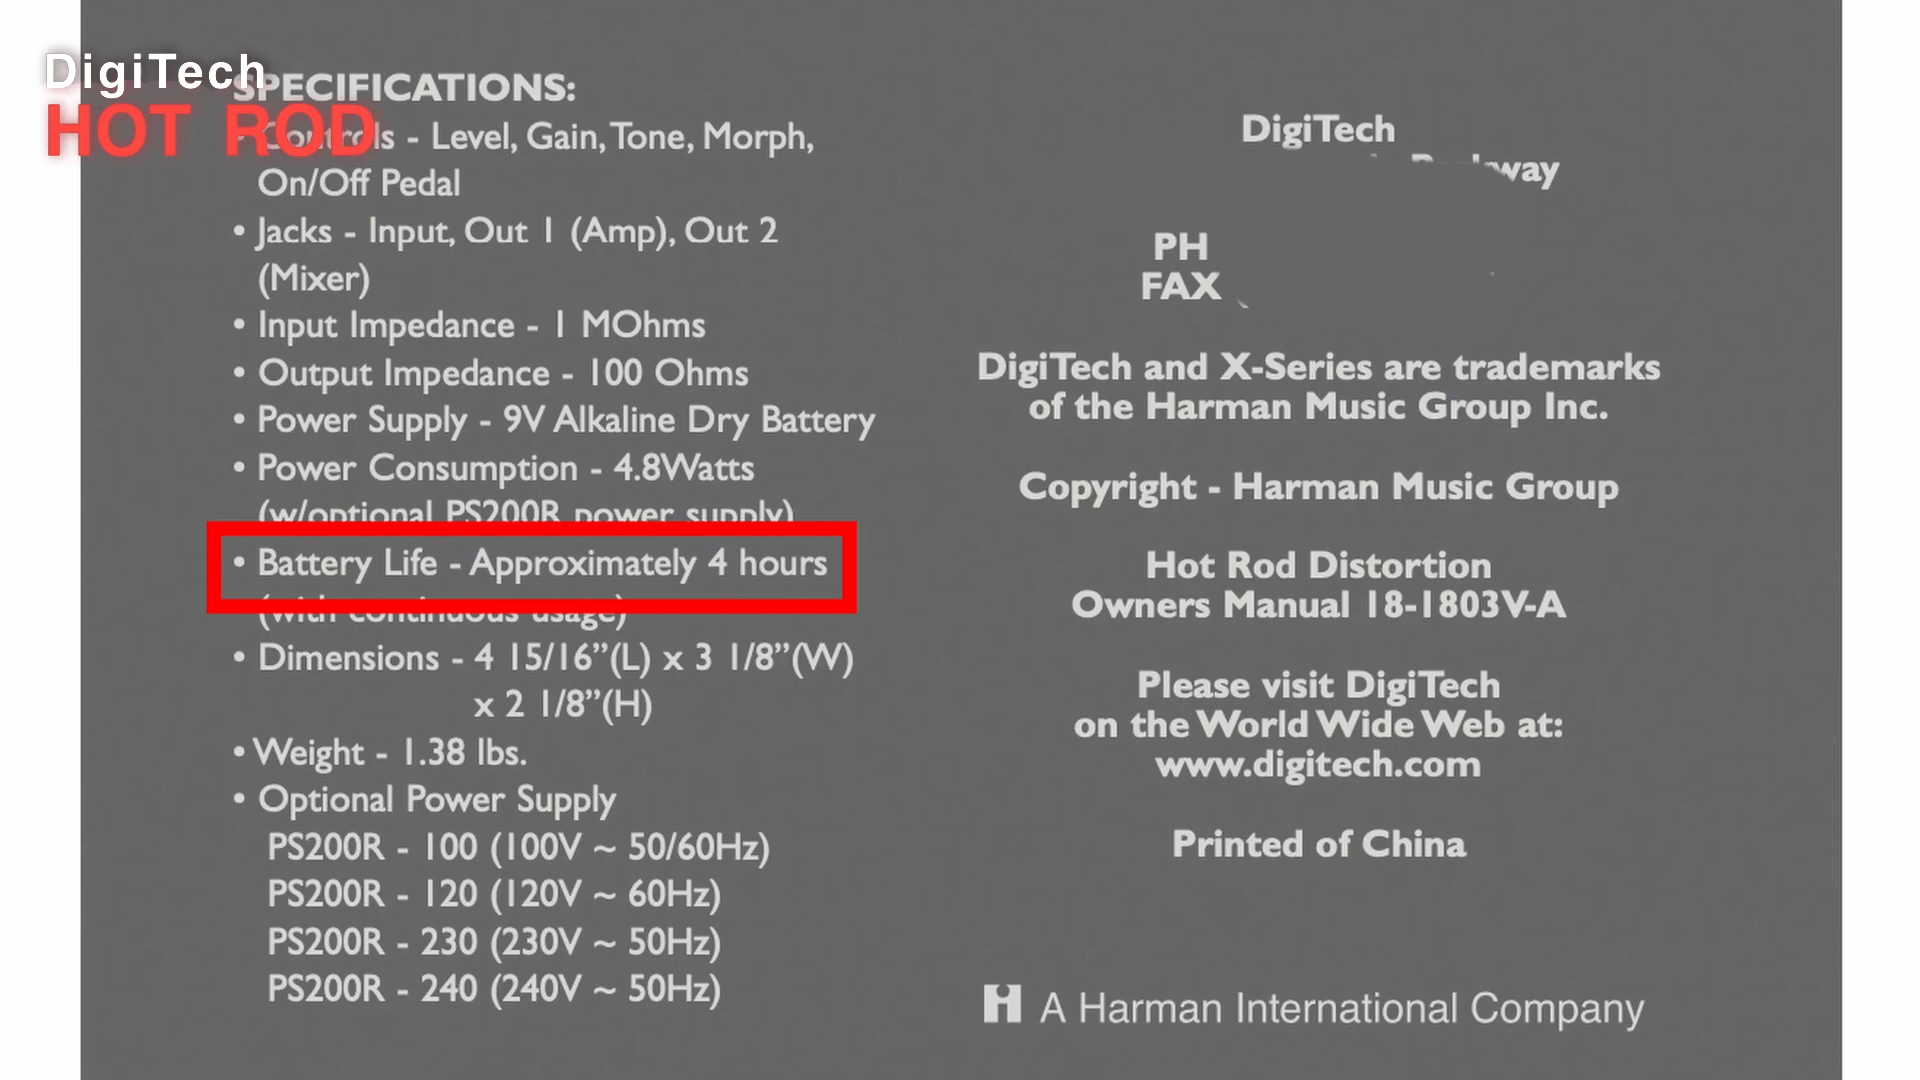 DigiTech
HOT ROD
SPECIFICATIONS:
• Controls - Level, Gain, Tone, Morph,
On/Off Pedal
• Jacks - Input, Out 1 (Amp), Out 2
(Mixer)
• Input Impedance - 1 MOhms
• Output Impedance - 100 Ohms
• Power Supply - 9V Alkaline Dry Battery
• Power Consumption - 4.8Watts
(w/optional PS200R power supply)
• Battery Life - Approximately 4 hours
(with continuous usage)
• Dimensions - 4 15/16”(L) x 3 1/8”(W)
x 2 1/8”(H)
• Weight - 1.38 lbs.
• Optional Power Supply
PS200R - 100 (100V ~ 50/60Hz)
PS200R - 120 (120V ~ 60Hz)
PS200R - 230 (230V ~ 50Hz)
PS200R - 240 (240V ~ 50Hz)
DigiTech
PH
FAX
DigiTech and X-Series are trademarks
of the Harman Music Group Inc.
Copyright - Harman Music Group
Hot Rod Distortion
Owners Manual 18-1803V-A
Please visit DigiTech
on the World Wide Web at:
www.digitech.com
Printed of China
A Harman International Company